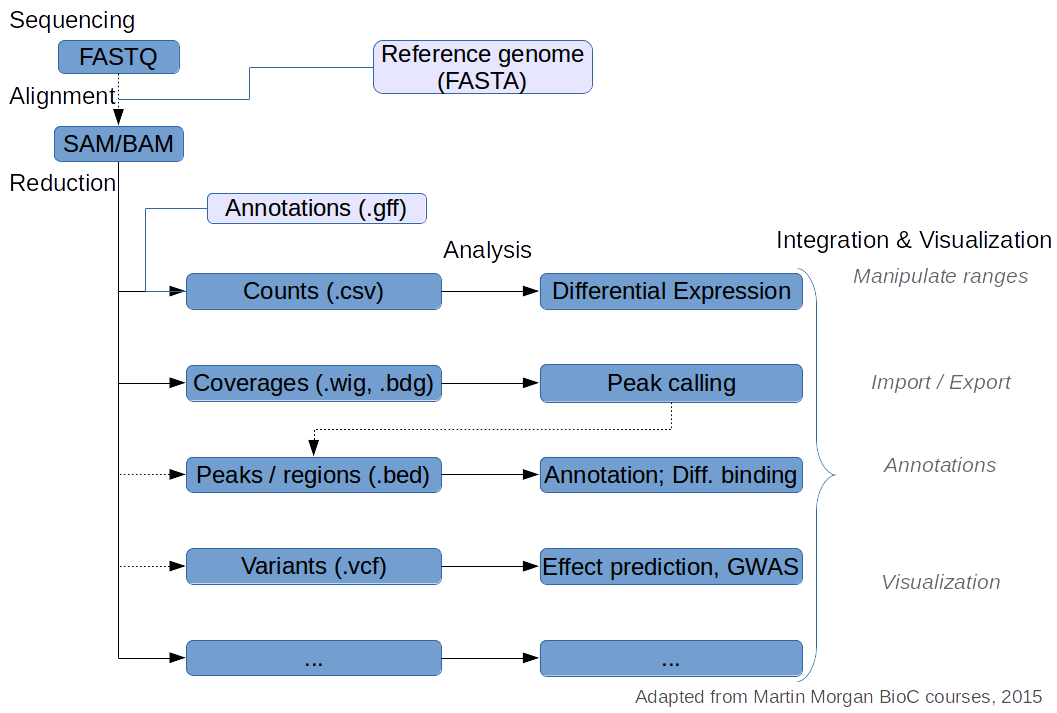 Sequencing
FASTQ
Reference genome
(FASTA)
Alignment
SAM/BAM
Reduction
Annotations (.gff)
Analysis
Integration & Visualization
Manipulate ranges
Counts (.csv)
Differential Expression
Coverages (.wig, .bdg)
Peak calling
Import / Export
Peaks / regions (.bed)
Annotation; Diff. binding
Annotations
Variants (.vcf)
Effect prediction, GWAS
Visualization
...
...
Adapted from Martin Morgan BioC courses, 2015